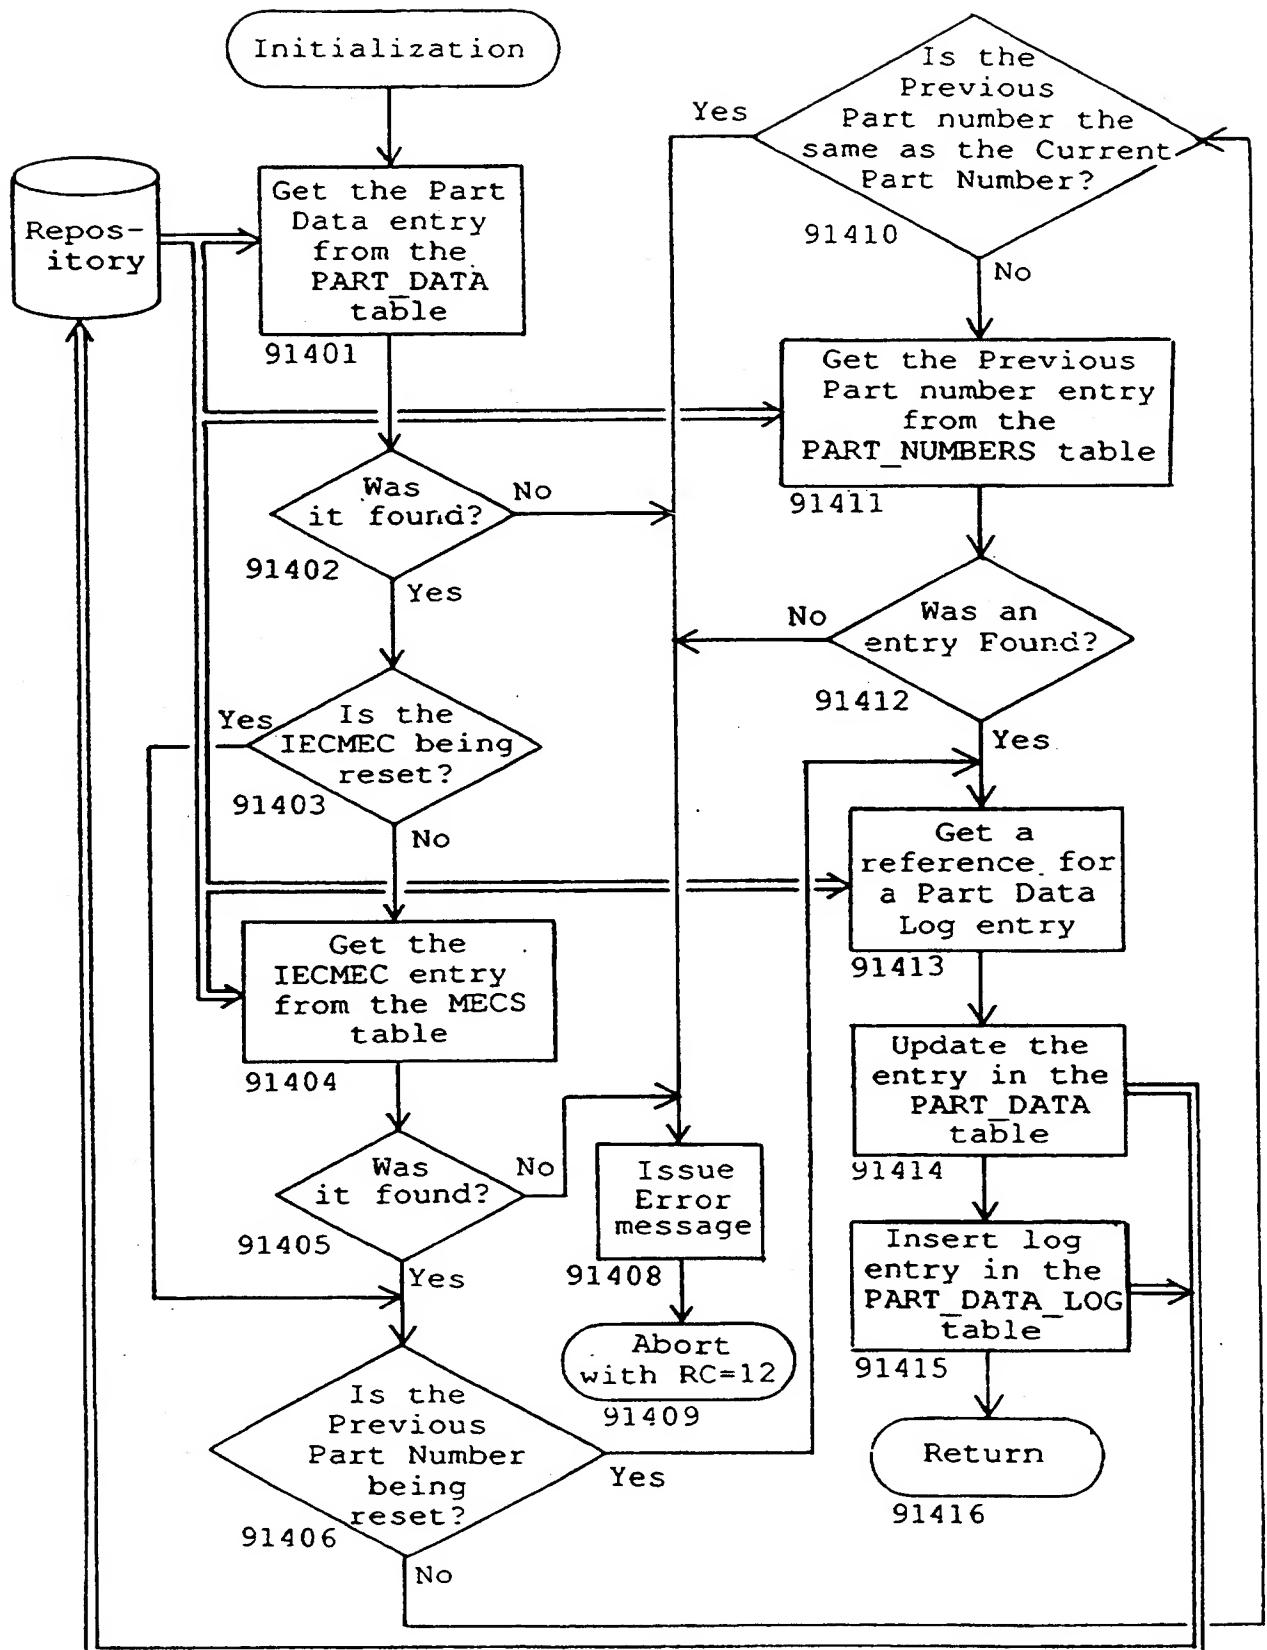 Initialization
Repos-
itory
Get the Part
Data entry
from the
PART_DATA
table
91401
Was
it found?
No
91402
Yes
Is the
IECMEC being
reset?
Yes
91403
No
Get the
IECMEC entry
from the MECS
table
91404
Was
it found?
No
91405
Yes
Is the
Previous
Part Number
being
reset?
Yes
91406
No
Issue
Error
message
91408
Abort
with RC=12
91409
Is the
Previous
Part number the
same as the Current
Part Number?
Yes
91410
No
Get the Previous
Part number entry
from the
PART_NUMBERS table
91411
Was an
entry Found?
No
91412
Yes
Get a
reference for
a Part Data
Log entry
91413
Update the
entry in the
PART_DATA
table
91414
Insert log
entry in the
PART_DATA_LOG
table
91415
Return
91416